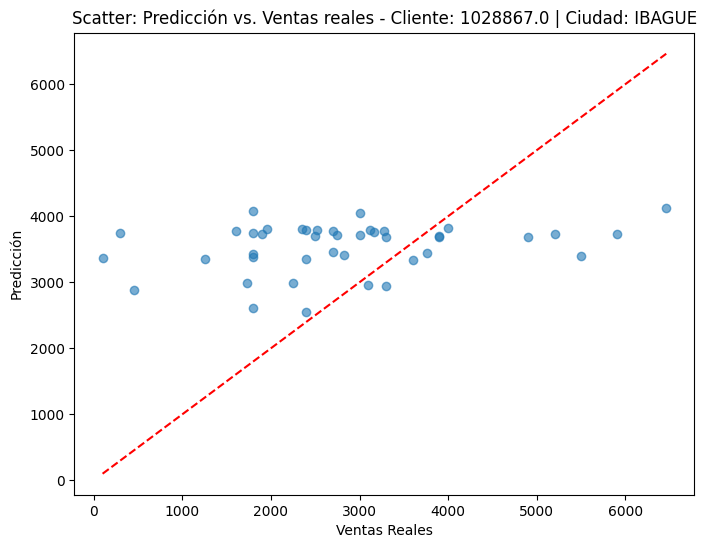 Scatter: Predicción vs. Ventas reales - Cliente: 1028867.0 | Ciudad: IBAGUE
6000
5000
4000
3000
2000
1000
0
Predicción
0 1000 2000 3000 4000 5000 6000
Ventas Reales